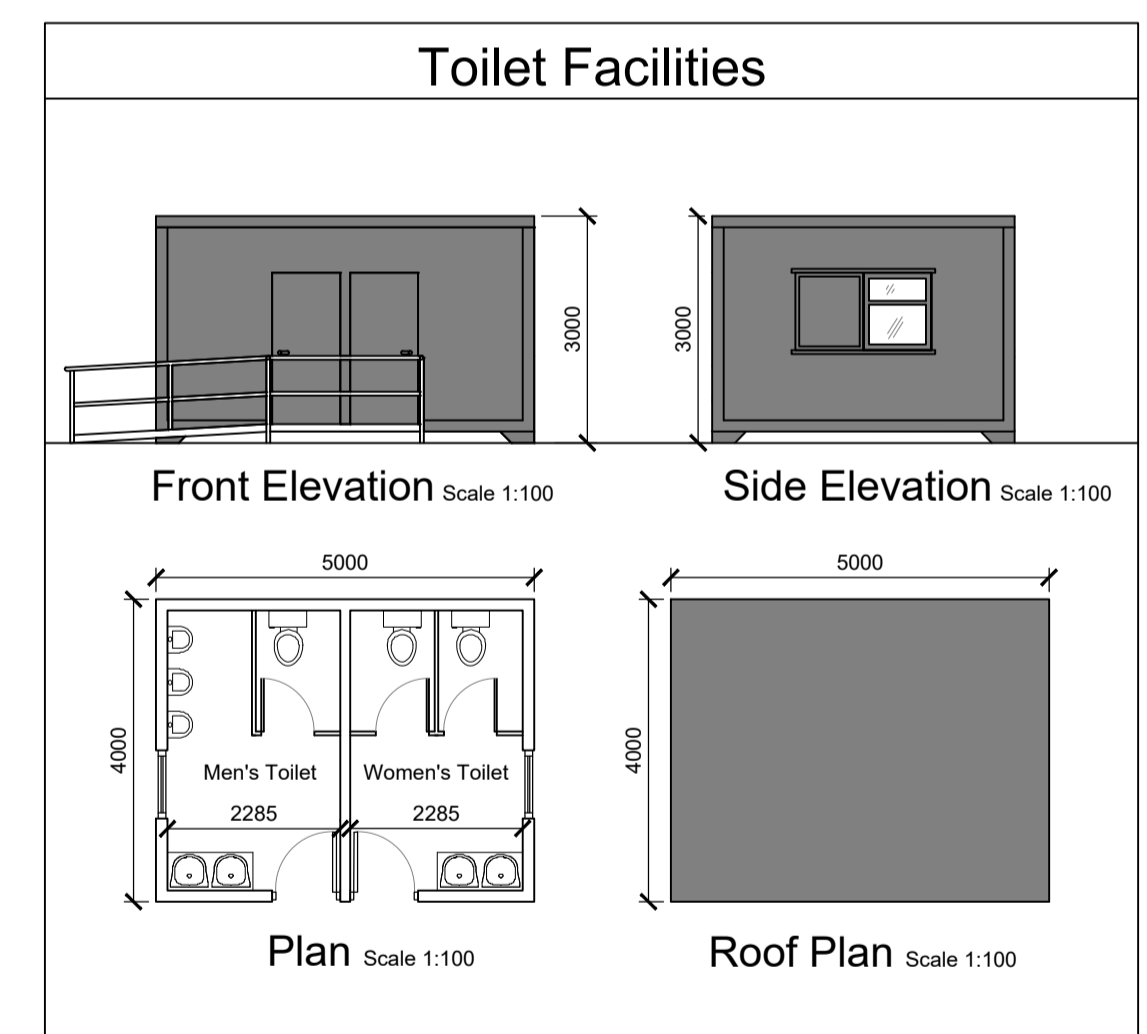 Toilet Facilities
3000
3000
Front Elevation Scale 1:100
Side Elevation Scale 1:100
5000
5000
4000
4000
Men's Toilet
Women's Toilet
2285
2285
Plan Scale 1:100
Roof Plan Scale 1:100